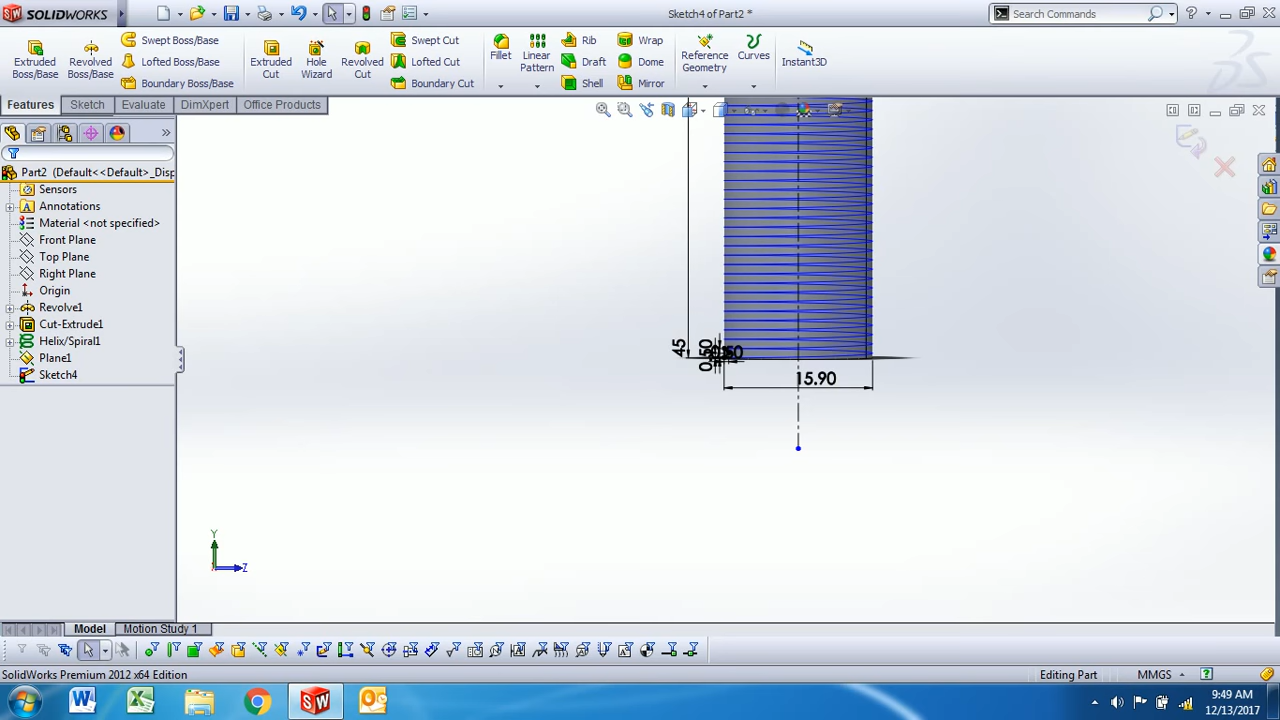 SOLIDWORKS
Sketch4 of Part2 *
Search Commands
Extruded Boss/Base
Revolved Boss/Base
Swept Boss/Base
Lofted Boss/Base
Boundary Boss/Base
Extruded Cut
Hole Wizard
Revolved Cut
Swept Cut
Lofted Cut
Boundary Cut
Fillet
Linear Pattern
Rib
Draft
Shell
Wrap
Dome
Mirror
Reference Geometry
Curves
Instant3D
Features
Sketch
Evaluate
DimXpert
Office Products
Part2 (Default<<Default>_Disp
Sensors
Annotations
Material <not specified>
Front Plane
Top Plane
Right Plane
Origin
Revolve1
Cut-Extrude1
Helix/Spiral1
Plane1
Sketch4
45
0.50
15.90
Y
Z
Model
Motion Study 1
SolidWorks Premium 2012 x64 Edition
Editing Part
MMGS
9:49 AM
12/13/2017